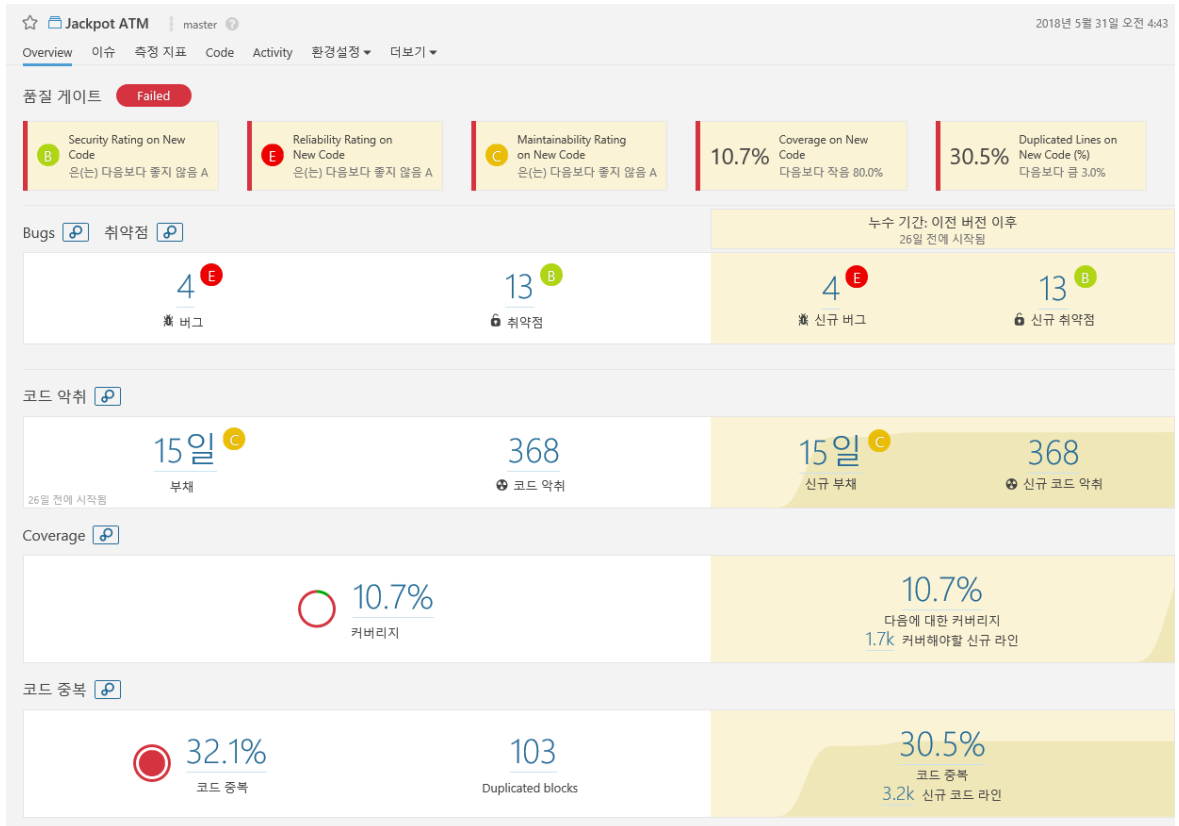 Jackpot ATM master ? 2018년 5월 31일 오전 4:43
Overview 이슈 측정 지표 Code Activity 환경설정 더보기
품질 게이트 Failed
B Security Rating on New Code
은(는) 다음보다 좋지 않음 A
E Reliability Rating on New Code
은(는) 다음보다 좋지 않음 A
C Maintainability Rating on New Code
은(는) 다음보다 좋지 않음 A
10.7% Coverage on New Code
다음보다 작음 80.0%
30.5% Duplicated Lines on New Code (%)
다음보다 큼 3.0%
Bugs 취약점
누수 기간: 이전 버전 이후
26일 전에 시작됨
4 E 13 B 4 E 13 B
버그 취약점 신규 버그 신규 취약점
코드 악취
15일 C 368 15일 C 368
부채 코드 악취 신규 부채 신규 코드 악취
26일 전에 시작됨
Coverage
10.7%
커버리지
10.7%
다음에 대한 커버리지
1.7k 커버해야할 신규 라인
코드 중복
32.1% 103
코드 중복 Duplicated blocks
30.5%
코드 중복
3.2k 신규 코드 라인